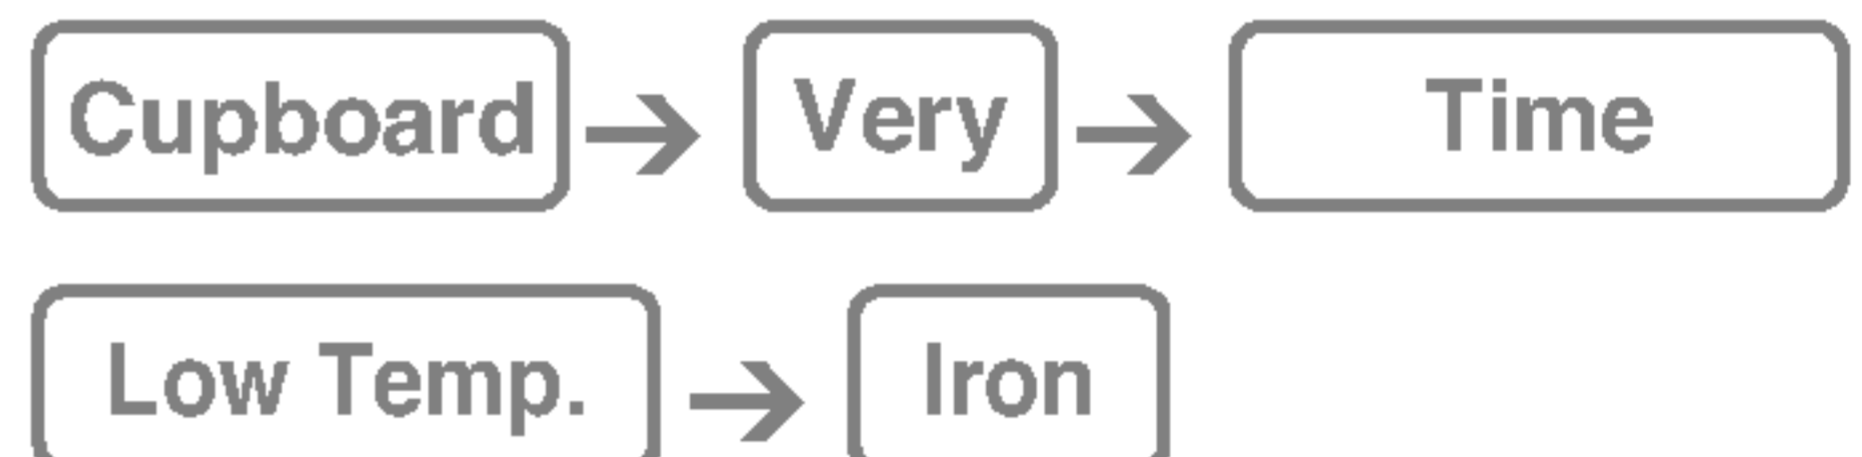 Cupboard → Very → Time
Low Temp. → Iron